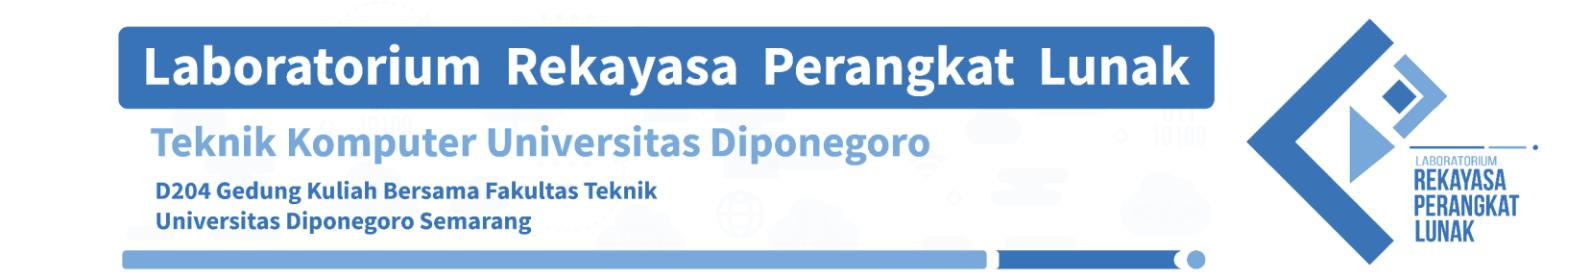 Laboratorium Rekayasa Perangkat Lunak
Teknik Komputer Universitas Diponegoro
D204 Gedung Kuliah Bersama Fakultas Teknik
Universitas Diponegoro Semarang
LABORATORIUM
REKAYASA
PERANGKAT
LUNAK